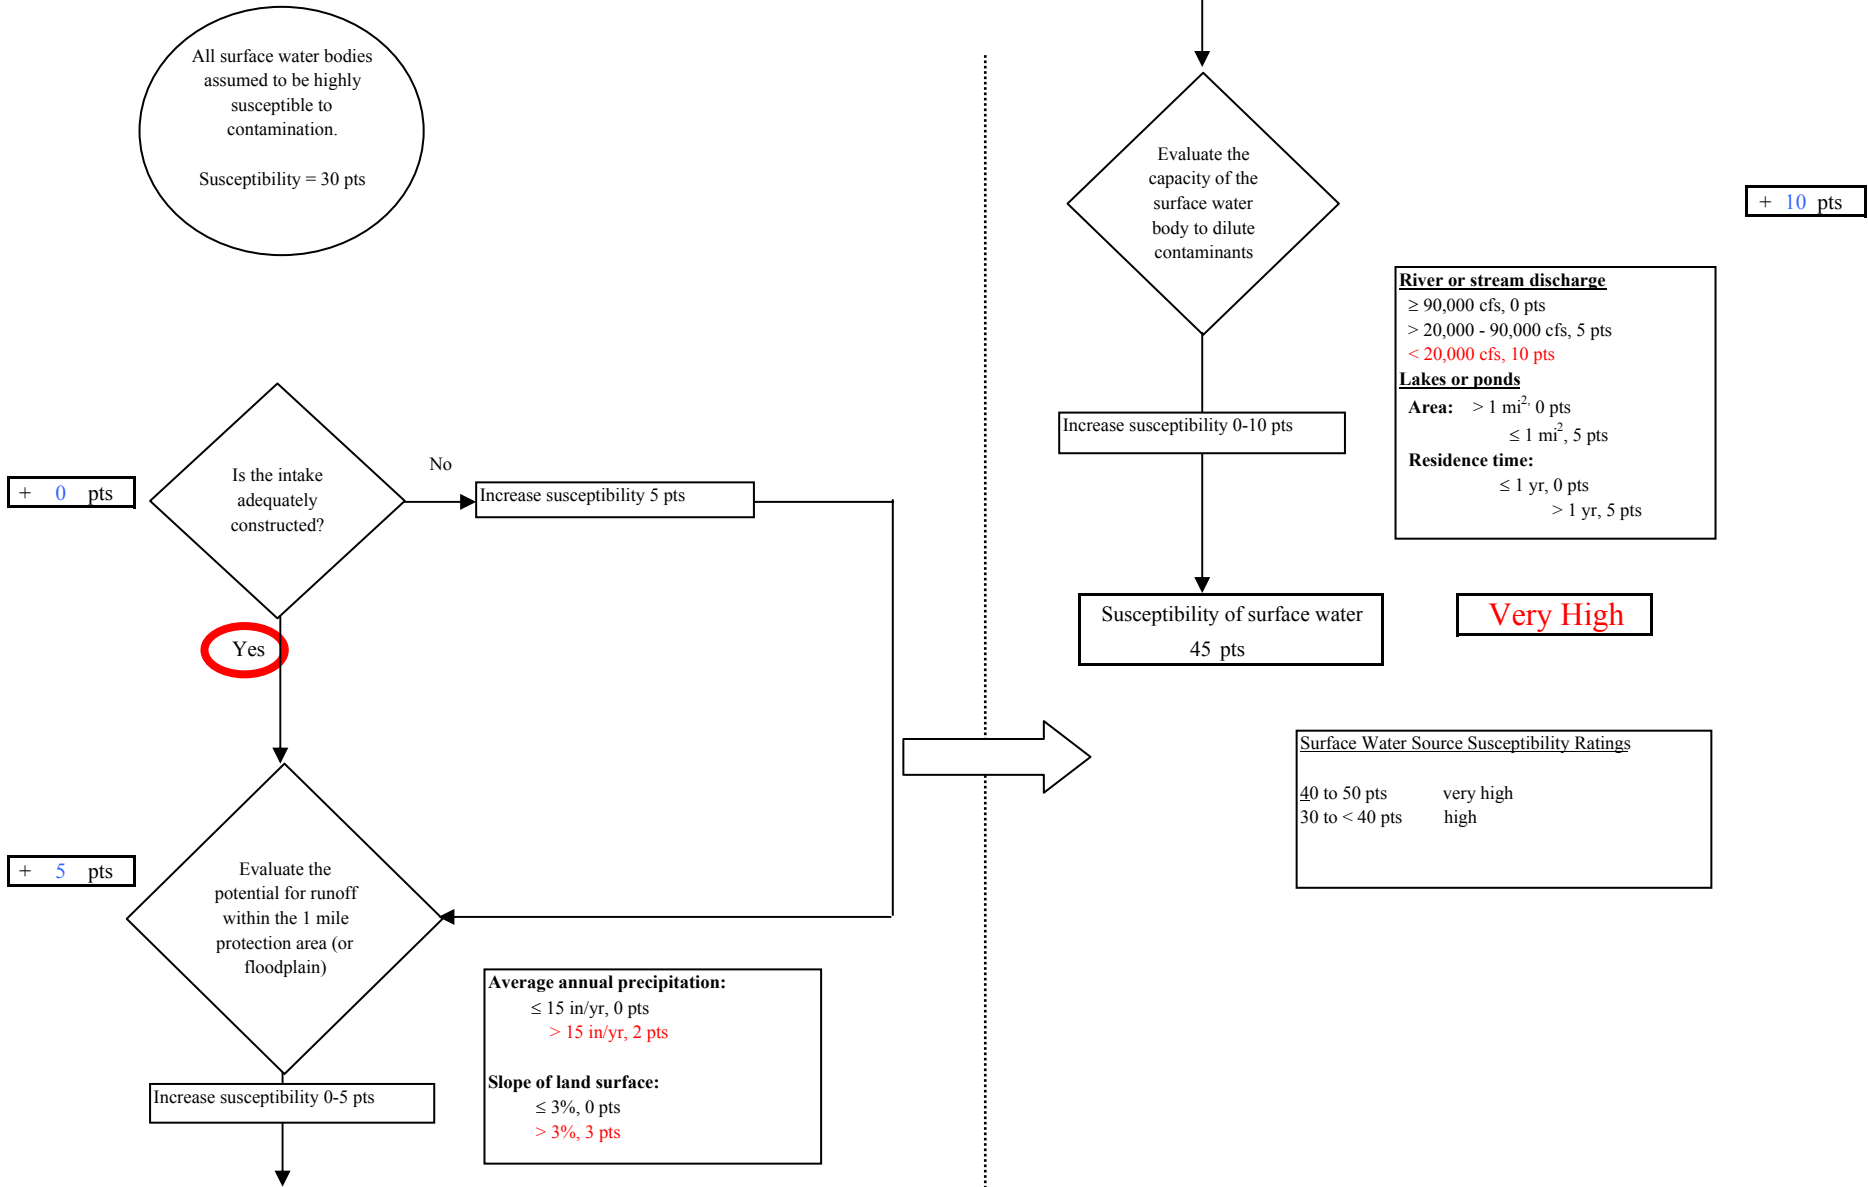 All surface water bodies
assumed to be highly
susceptible to
contamination.
Susceptibility = 30 pts
Is the intake
adequately
constructed?
+ 0 pts
No
Increase susceptibility 5 pts
Yes
+ 5 pts
Evaluate the
potential for runoff
within the 1 mile
protection area (or
floodplain)
Average annual precipitation:
≤ 15 in/yr, 0 pts
> 15 in/yr, 2 pts
Slope of land surface:
≤ 3%, 0 pts
> 3%, 3 pts
Increase susceptibility 0-5 pts
Evaluate the
capacity of the
surface water
body to dilute
contaminants
+ 10 pts
River or stream discharge
≥ 90,000 cfs, 0 pts
> 20,000 - 90,000 cfs, 5 pts
< 20,000 cfs, 10 pts
Lakes or ponds
Area: > 1 mi², 0 pts
≤ 1 mi², 5 pts
Residence time:
≤ 1 yr, 0 pts
> 1 yr, 5 pts
Increase susceptibility 0-10 pts
Susceptibility of surface water
45 pts
Very High
Surface Water Source Susceptibility Ratings
40 to 50 pts very high
30 to < 40 pts high